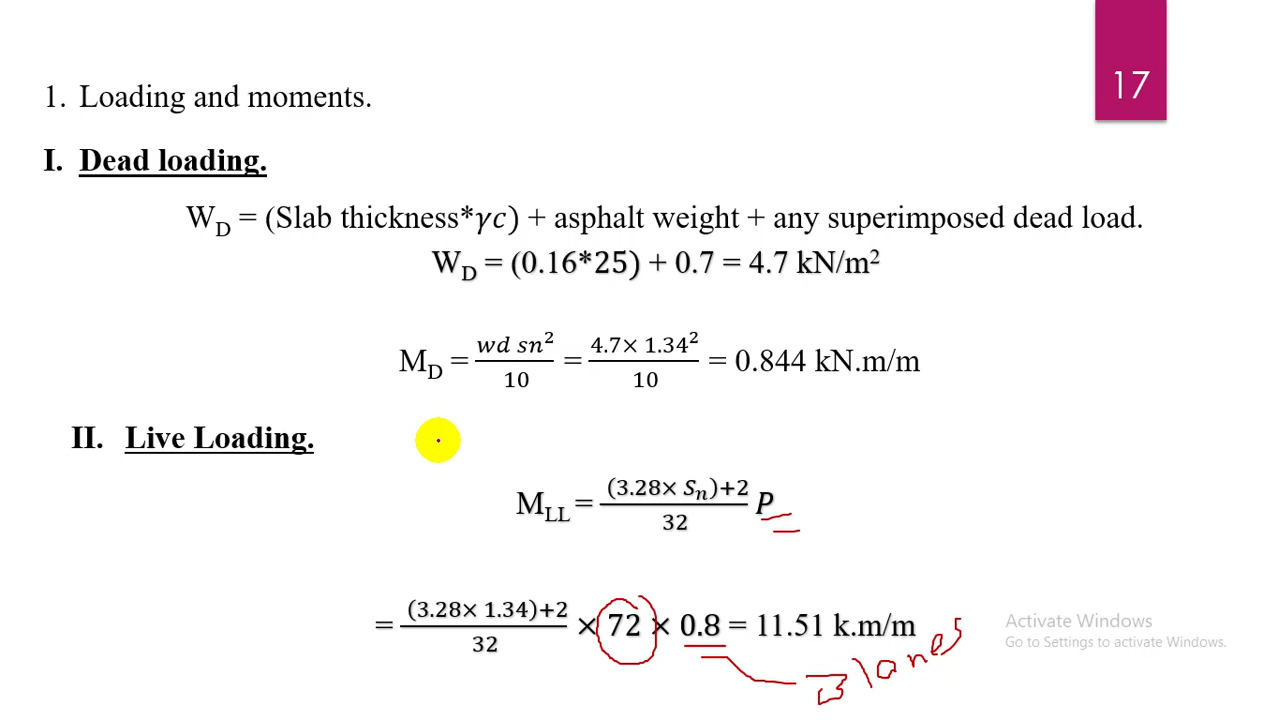 17
1. Loading and moments.
I. Dead loading.
W_D = (Slab thickness*γc) + asphalt weight + any superimposed dead load.
W_D = (0.16*25) + 0.7 = 4.7 kN/m²
M_D = wd sn²/10 = 4.7× 1.34²/10 = 0.844 kN.m/m
II. Live Loading.
M_LL = (3.28× S_n)+2/32 P
= (3.28× 1.34)+2/32 × 72 × 0.8 = 11.51 k.m/m
3 lanes
Activate Windows
Go to Settings to activate Windows.